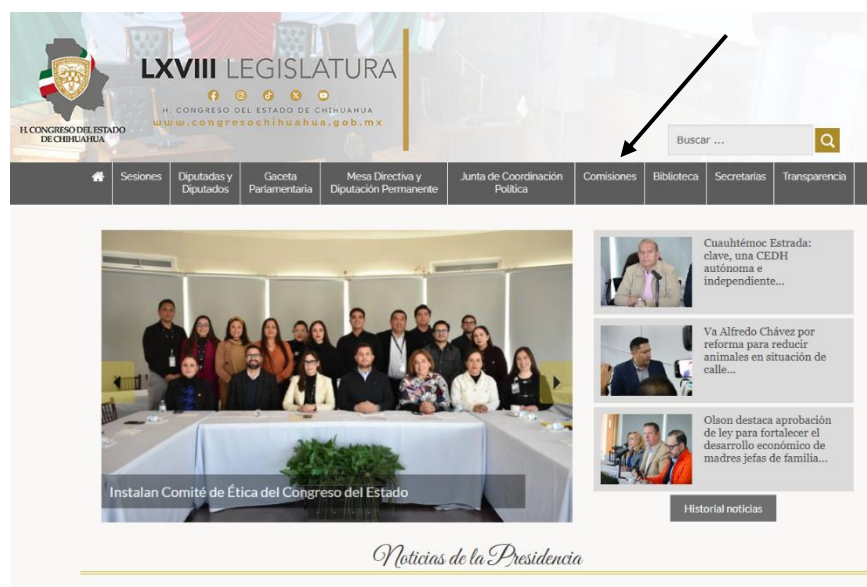 LXVIII LEGISLATURA
H. CONGRESO DEL ESTADO DE CHIHUAHUA
www.congresochihuahua.gob.mx
H. CONGRESO DEL ESTADO
DE CHIHUAHUA
Buscar ...
Sesiones
Diputadas y
Diputados
Gaceta
Parlamentaria
Mesa Directiva y
Diputación Permanente
Junta de Coordinación
Política
Comisiones
Biblioteca
Secretarías
Transparencia
Instalan Comité de Ética del Congreso del Estado
Cuauhtémoc Estrada:
clave, una CEDH
autónoma e
independiente...
Va Alfredo Chávez por
reforma para reducir
animales en situación de
calle...
Olson destaca aprobación
de ley para fortalecer el
desarrollo económico de
madres jefas de familia...
Historial noticias
Noticias de la Presidencia